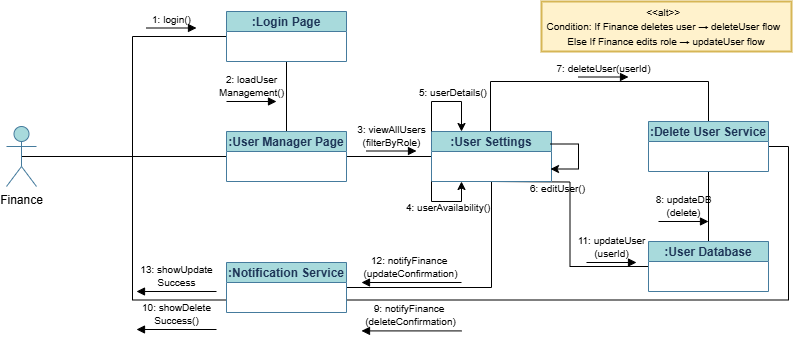 <<alt>>
Condition: If Finance deletes user → deleteUser flow
Else If Finance edits role → updateUser flow
1: login()
:Login Page
2: loadUser
Management()
7: deleteUser(userId)
5: userDetails()
3: viewAllUsers
(filterByRole)
:User Manager Page
:User Settings
:Delete User Service
Finance
6: editUser()
4: userAvailability()
8: updateDB
(delete)
11: updateUser
(userId)
:User Database
12: notifyFinance
(updateConfirmation)
13: showUpdate
Success
:Notification Service
10: showDelete
Success()
9: notifyFinance
(deleteConfirmation)